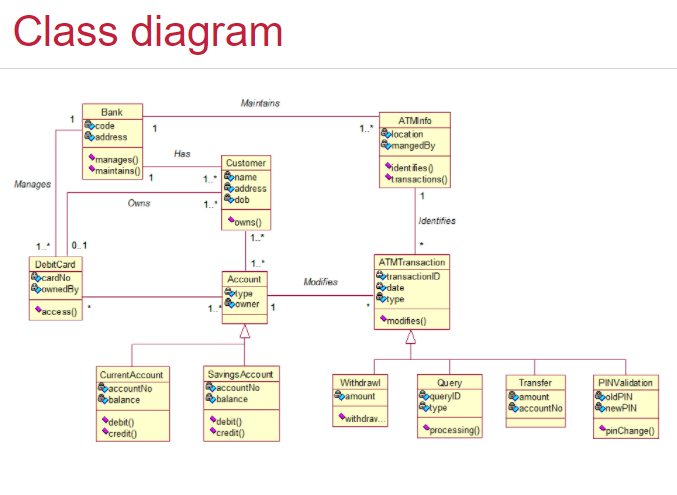 Class diagram
Bank
code
address
manages()
maintains()
1
1
1
Maintains
1..*
ATMInfo
location
mangedBy
identifies()
transactions()
1
Has
1..*
Customer
name
address
dob
owns()
Manages
Owns
1..*
1..*
0..1
1..*
Identifies
*
DebitCard
cardNo
ownedBy
access()
*
1..*
1..*
Account
type
owner
1
Modifies
*
ATMTransaction
transactionID
date
type
modifies()
CurrentAccount
accountNo
balance
debit()
credit()
SavingsAccount
accountNo
balance
debit()
credit()
Withdrawl
amount
withdraw...
Query
queryID
type
processing()
Transfer
amount
accountNo
PINValidation
oldPIN
newPIN
pinChange()